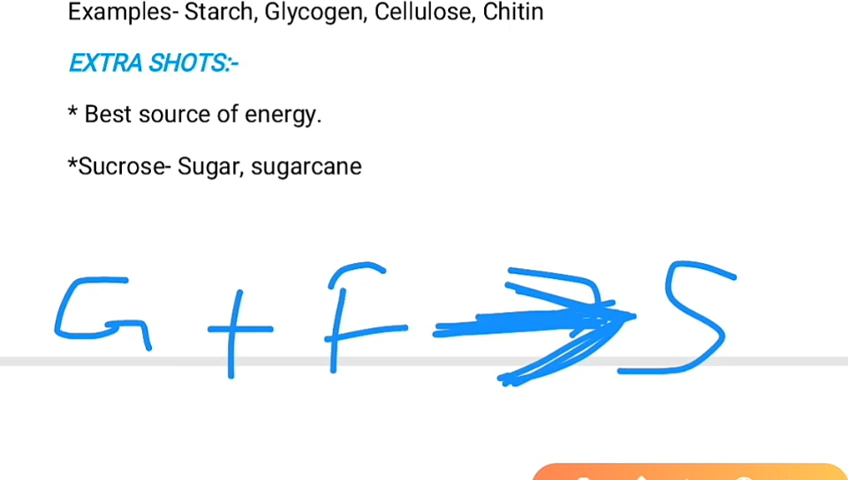 Examples- Starch, Glycogen, Cellulose, Chitin
EXTRA SHOTS:-
* Best source of energy.
*Sucrose- Sugar, sugarcane
G + F → S